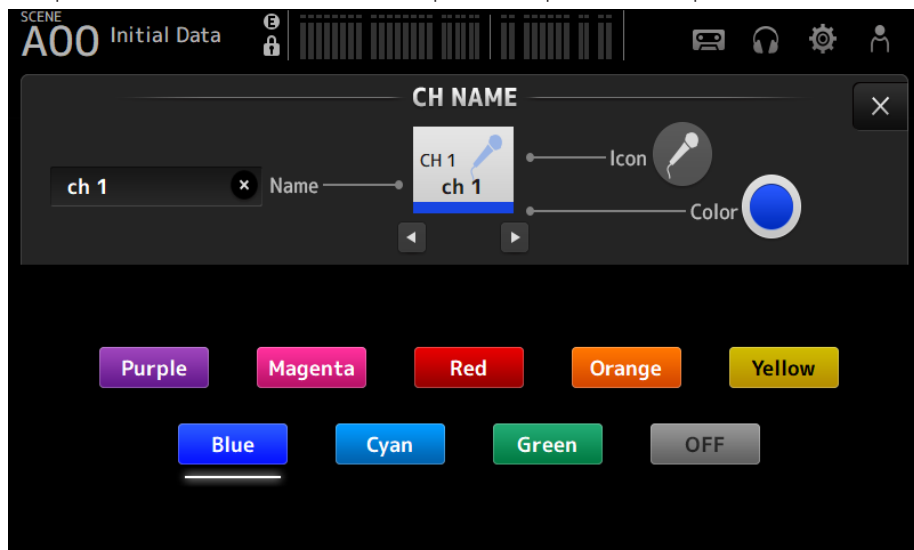 SCENE
A00 Initial Data
E
CH NAME
CH 1
ch 1
ch 1
Name
Icon
Color
Purple
Magenta
Red
Orange
Yellow
Blue
Cyan
Green
OFF